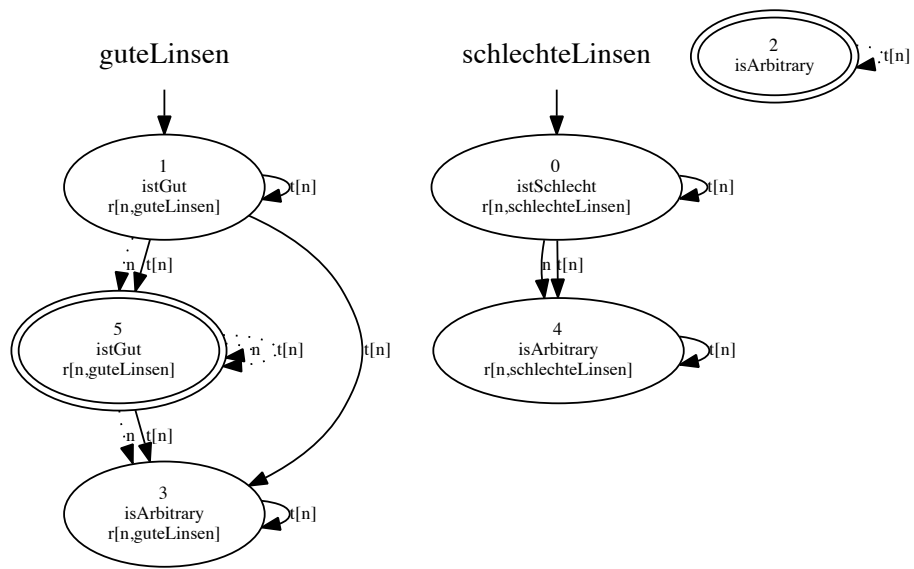 guteLinsen
schlechteLinsen
2
isArbitrary
t[n]
1
istGut
r[n,guteLinsen]
t[n]
0
istSchlecht
r[n,schlechteLinsen]
t[n]
n
t[n]
n
t[n]
5
istGut
r[n,guteLinsen]
n
t[n]
t[n]
4
isArbitrary
r[n,schlechteLinsen]
t[n]
n
t[n]
3
isArbitrary
r[n,guteLinsen]
t[n]